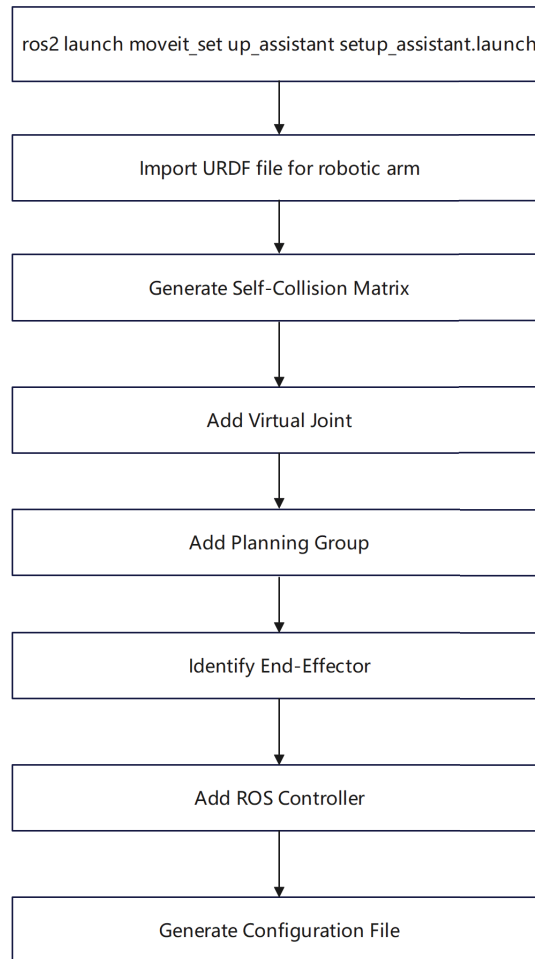 ros2 launch moveit_set up_assistant setup_assistant.launch
Import URDF file for robotic arm
Generate Self-Collision Matrix
Add Virtual Joint
Add Planning Group
Identify End-Effector
Add ROS Controller
Generate Configuration File